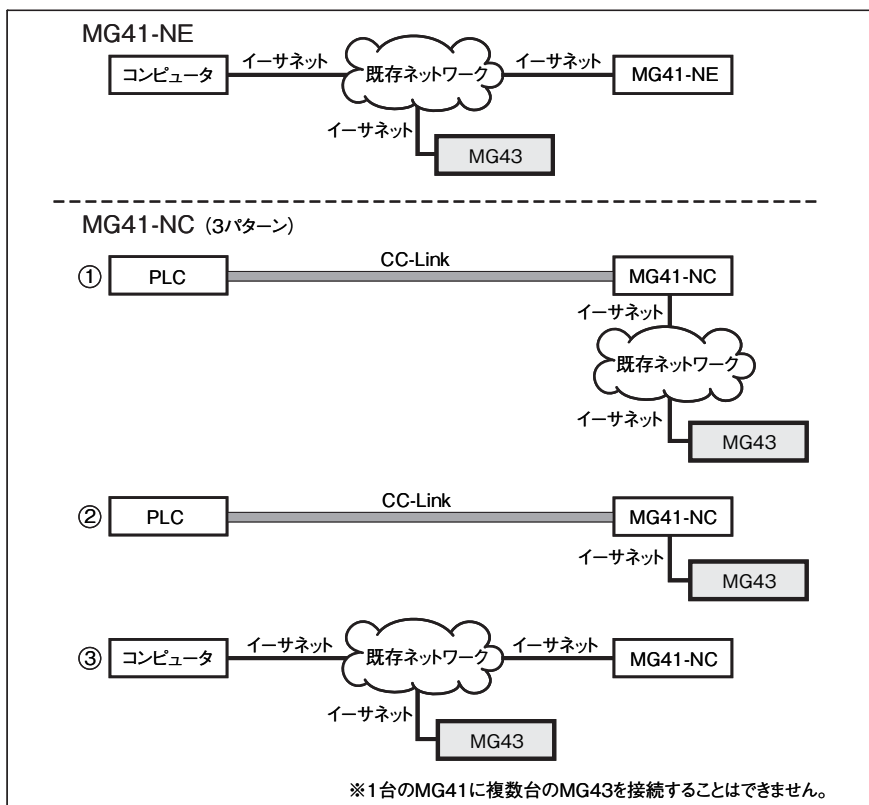 MG41-NE
コンピュータ
イーサネット
既存ネットワーク
イーサネット
MG41-NE
イーサネット
MG43
MG41-NC (3パターン)
①
PLC
CC-Link
MG41-NC
イーサネット
既存ネットワーク
イーサネット
MG43
②
PLC
CC-Link
MG41-NC
イーサネット
MG43
③
コンピュータ
イーサネット
既存ネットワーク
イーサネット
MG41-NC
イーサネット
MG43
※1台のMG41に複数台のMG43を接続することはできません。